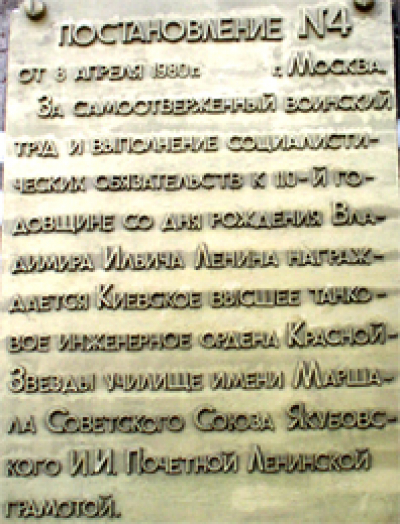 ПОСТАНОВЛЕНИЕ №4
ОТ 8 АПРЕЛЯ 1980г. г. МОСКВА.
ЗА САМООТВЕРЖЕННЫЙ ВОИНСКИЙ
ТРУД И ВЫПОЛНЕНИЕ СОЦИАЛИСТИ-
ЧЕСКИХ ОБЯЗАТЕЛЬСТВ К 110-Й ГО-
ДОВЩИНЕ СО ДНЯ РОЖДЕНИЯ ВЛА-
ДИМИРА ИЛЬИЧА ЛЕНИНА НАГРАЖ-
ДАЕТСЯ КИЕВСКОЕ ВЫСШЕЕ ТАНКО-
ВОЕ ИНЖЕНЕРНОЕ ОРДЕНА КРАСНОЙ-
ЗВЕЗДЫ УЧИЛИЩЕ ИМЕНИ МАРША-
ЛА СОВЕТСКОГО СОЮЗА ЯКУБОВС-
КОГО И.И. ПОЧЕТНОЙ ЛЕНИНСКОЙ
ГРАМОТОЙ.